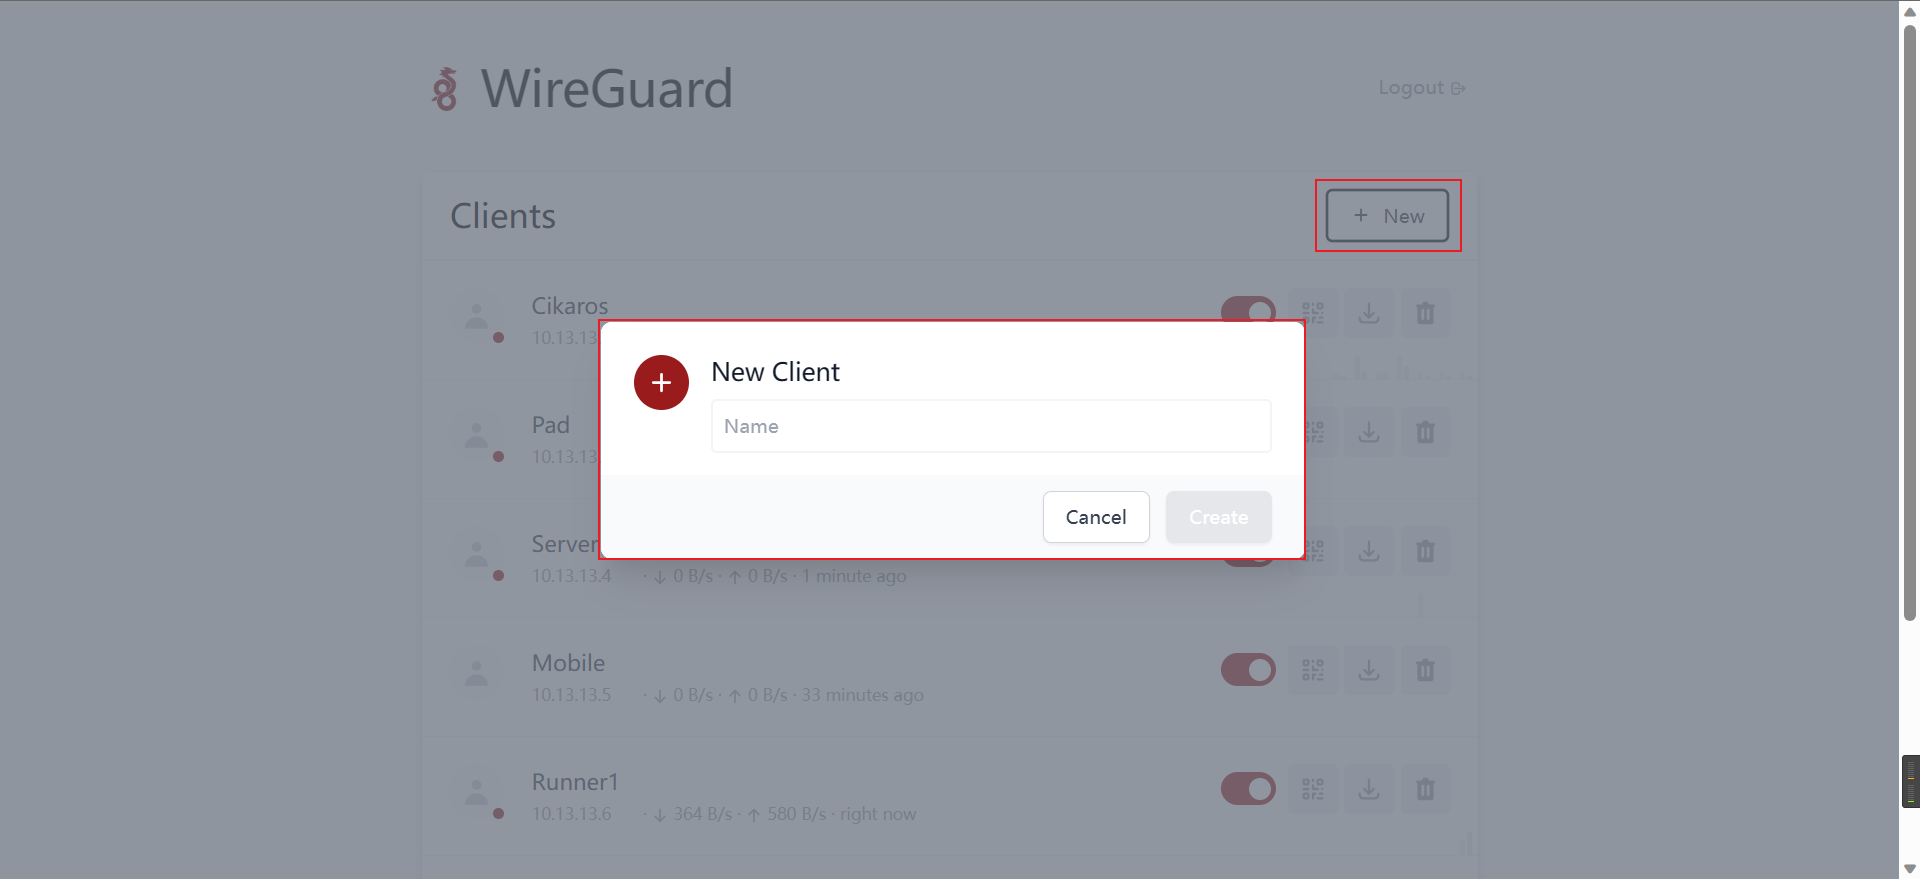 WireGuard
Logout
Clients
+ New
Cikaros
10.13.13
New Client
Name
Pad
10.13.13
Cancel
Create
Server
10.13.13.4 · ↓ 0 B/s · ↑ 0 B/s · 1 minute ago
Mobile
10.13.13.5 · ↓ 0 B/s · ↑ 0 B/s · 33 minutes ago
Runner1
10.13.13.6 · ↓ 364 B/s · ↑ 580 B/s · right now